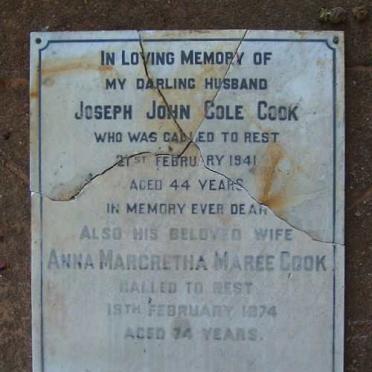 IN LOVING MEMORY OF
MY DARLING HUSBAND
JOSEPH JOHN COLE COOK
WHO WAS CALLED TO REST
21ST FEBRUARY 1941
AGED 44 YEARS
IN MEMORY EVER DEAR
ALSO HIS BELOVED WIFE
ANNA MARGRETHA MAREE COOK
CALLED TO REST
19TH FEBRUARY 1974
AGED 74 YEARS.